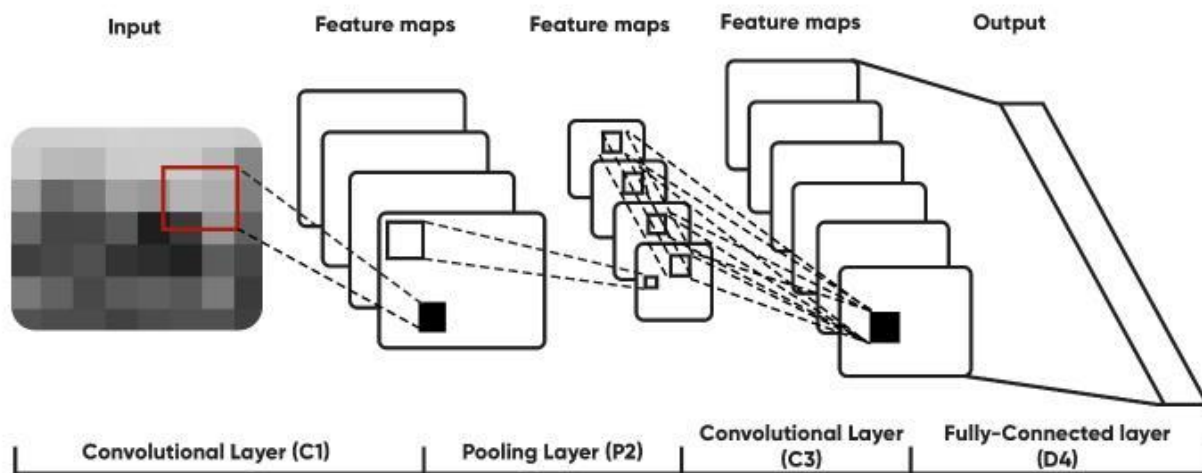 Input
Feature maps
Feature maps
Feature maps
Output
Convolutional Layer (C1)
Pooling Layer (P2)
Convolutional Layer
(C3)
Fully-Connected layer
(D4)